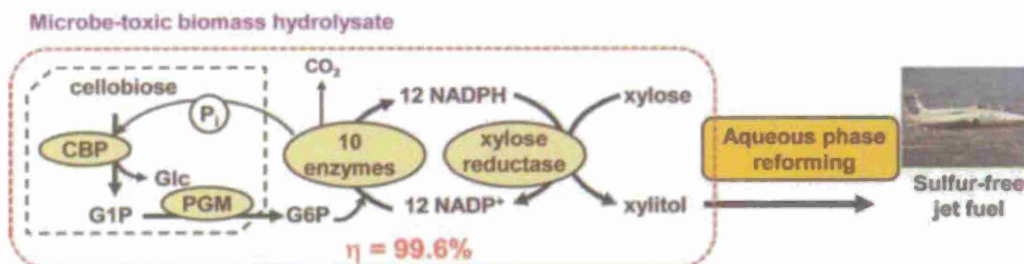 Microbe-toxic biomass hydrolysate
CO2
cellobiose
Pi
12 NADPH
xylose
CBP
10
enzymes
xylose
reductase
Aqueous phase
reforming
Glc
PGM
G1P
G6P
12 NADP+
xylitol
Sulfur-free
jet fuel
η = 99.6%